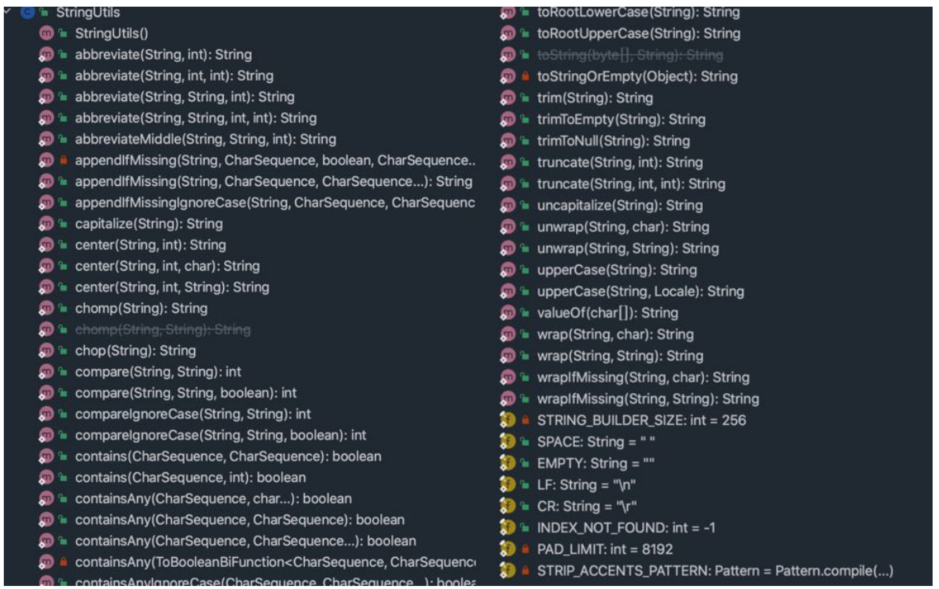 StringUtils
StringUtils()
abbreviate(String, int): String
abbreviate(String, int, int): String
abbreviate(String, String, int): String
abbreviate(String, String, int, int): String
abbreviateMiddle(String, String, int): String
appendIfMissing(String, CharSequence, boolean, CharSequence..
appendIfMissing(String, CharSequence, CharSequence...): String
appendIfMissingIgnoreCase(String, CharSequence, CharSequenc
capitalize(String): String
center(String, int): String
center(String, int, char): String
center(String, int, String): String
chomp(String): String
chomp(String, String): String
chop(String): String
compare(String, String): int
compare(String, String, boolean): int
compareIgnoreCase(String, String): int
compareIgnoreCase(String, String, boolean): int
contains(CharSequence, CharSequence): boolean
contains(CharSequence, int): boolean
containsAny(CharSequence, char...): boolean
containsAny(CharSequence, CharSequence): boolean
containsAny(CharSequence, CharSequence...): boolean
containsAny(ToBooleanBiFunction<CharSequence, CharSequenc
containsAnyIgnoreCase(CharSequence, CharSequence...): boole
toRootLowerCase(String): String
toRootUpperCase(String): String
toString(byte[], String): String
toStringOrEmpty(Object): String
trim(String): String
trimToEmpty(String): String
trimToNull(String): String
truncate(String, int): String
truncate(String, int, int): String
uncapitalize(String): String
unwrap(String, char): String
unwrap(String, String): String
upperCase(String): String
upperCase(String, Locale): String
valueOf(char[]): String
wrap(String, char): String
wrap(String, String): String
wrapIfMissing(String, char): String
wrapIfMissing(String, String): String
STRING_BUILDER_SIZE: int = 256
SPACE: String = " "
EMPTY: String = ""
LF: String = "\n"
CR: String = "\r"
INDEX_NOT_FOUND: int = -1
PAD_LIMIT: int = 8192
STRIP_ACCENTS_PATTERN: Pattern = Pattern.compile(...)